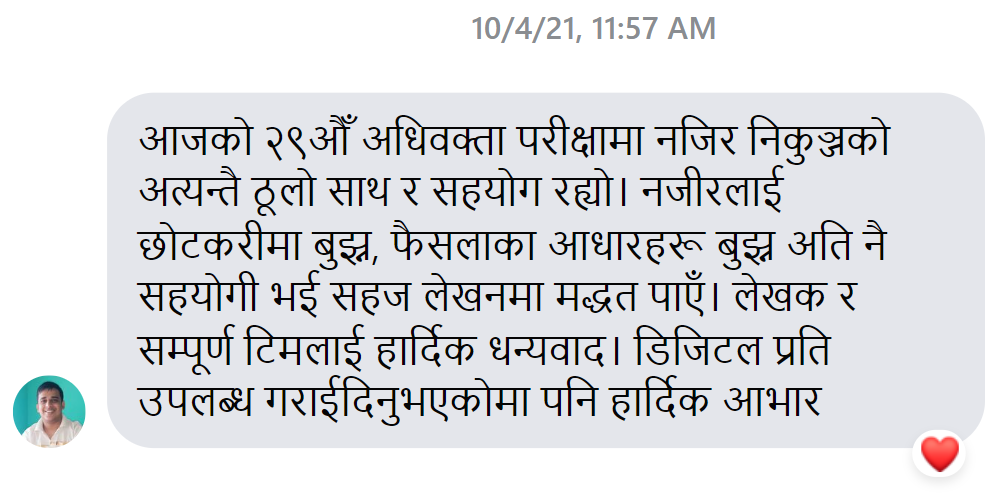 10/4/21, 11:57 AM
आजको २९औँ अधिवक्ता परीक्षामा नजिर निकुञ्जको
अत्यन्तै ठूलो साथ र सहयोग रह्यो। नजीरलाई
छोटकरीमा बुझ्न, फैसलाका आधारहरू बुझ्न अति नै
सहयोगी भई सहज लेखनमा मद्धत पाएँ। लेखक र
सम्पूर्ण टिमलाई हार्दिक धन्यवाद। डिजिटल प्रति
उपलब्ध गराईदिनुभएकोमा पनि हार्दिक आभार